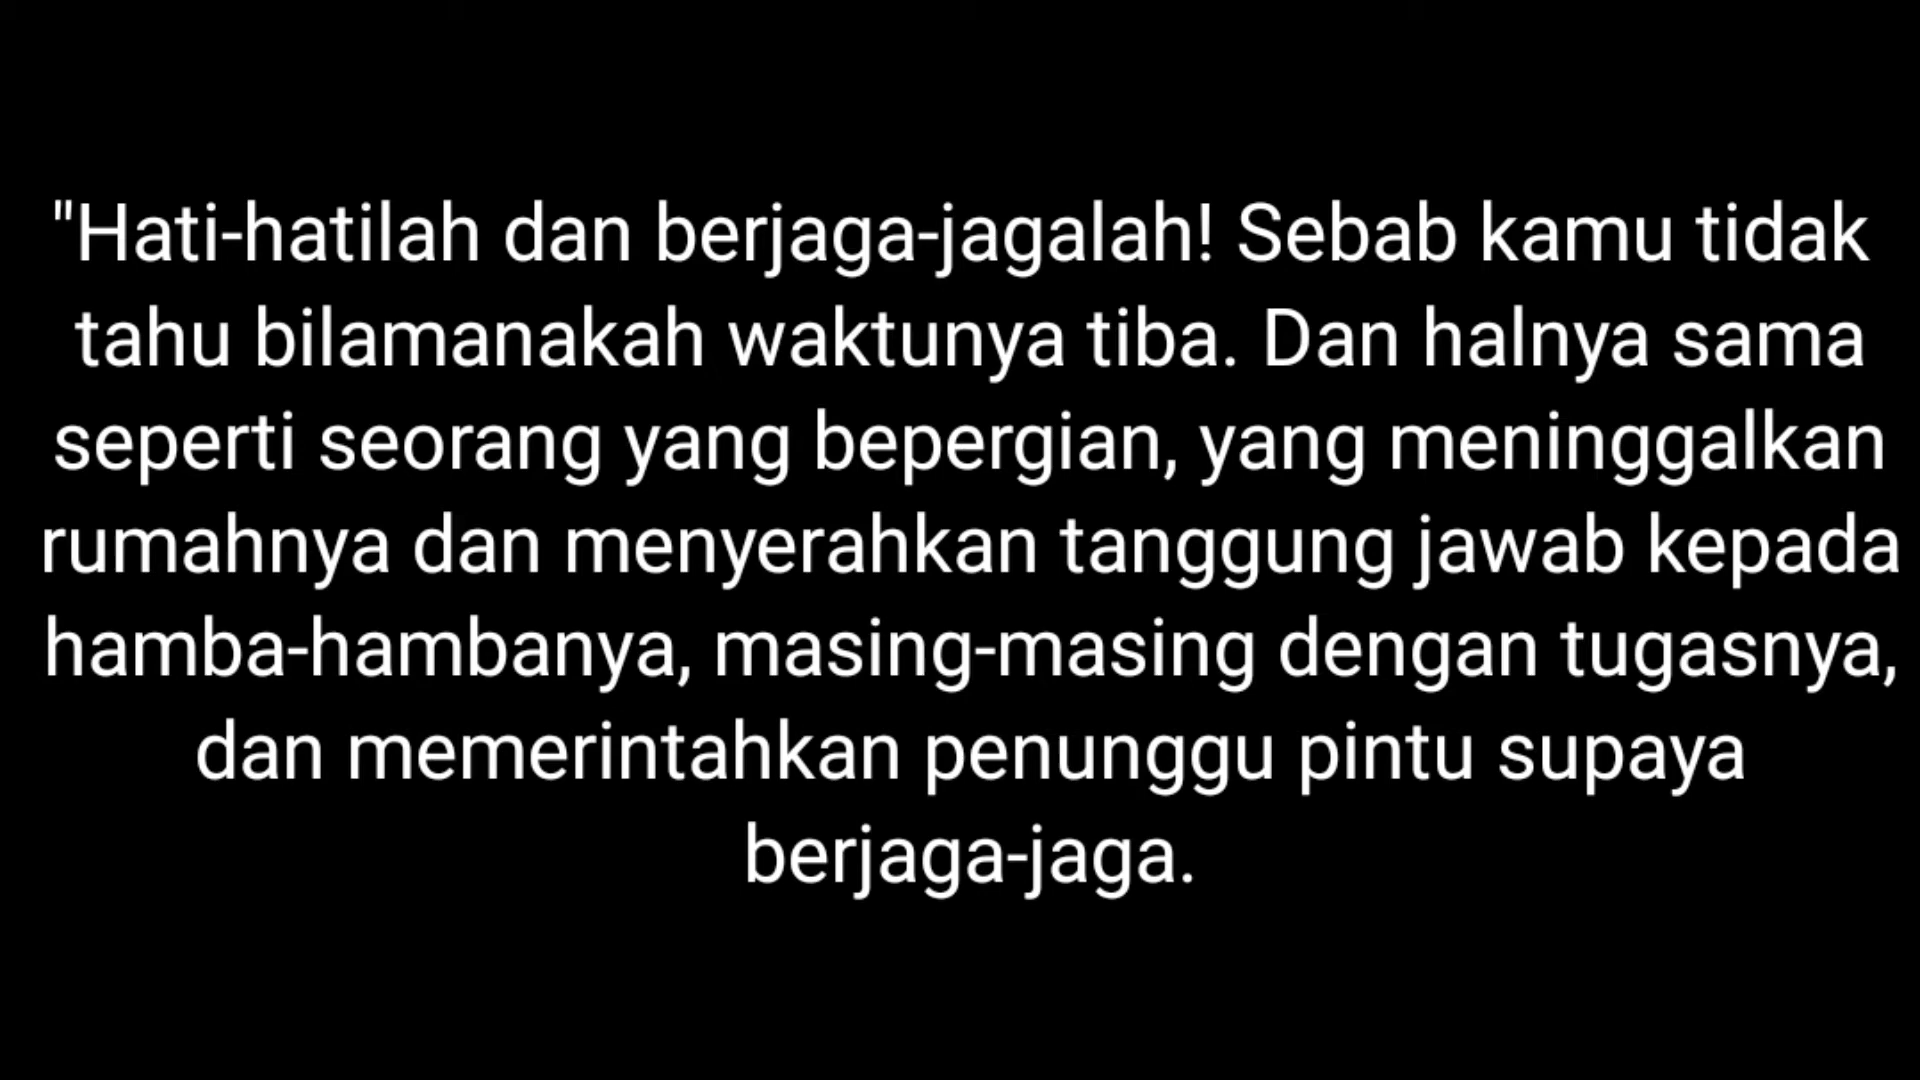 "Hati-hatilah dan berjaga-jagalah! Sebab kamu tidak
tahu bilamanakah waktunya tiba. Dan halnya sama
seperti seorang yang bepergian, yang meninggalkan
rumahnya dan menyerahkan tanggung jawab kepada
hamba-hambanya, masing-masing dengan tugasnya,
dan memerintahkan penunggu pintu supaya
berjaga-jaga.